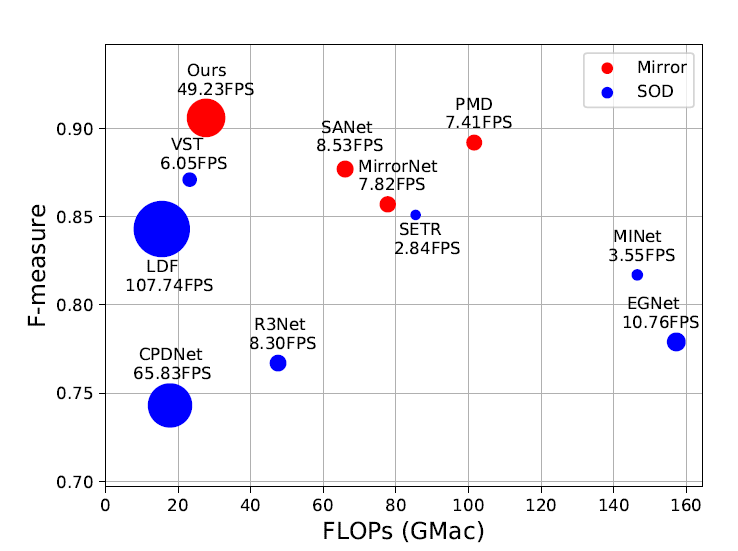 Ours
49.23FPS
VST
6.05FPS
LDF
107.74FPS
CPDNet
65.83FPS
R3Net
8.30FPS
SANet
8.53FPS
MirrorNet
7.82FPS
SETR
2.84FPS
PMD
7.41FPS
MINet
3.55FPS
EGNet
10.76FPS
Mirror
SOD
F-measure
0.90
0.85
0.80
0.75
0.70
0 20 40 60 80 100 120 140 160
FLOPs (GMac)